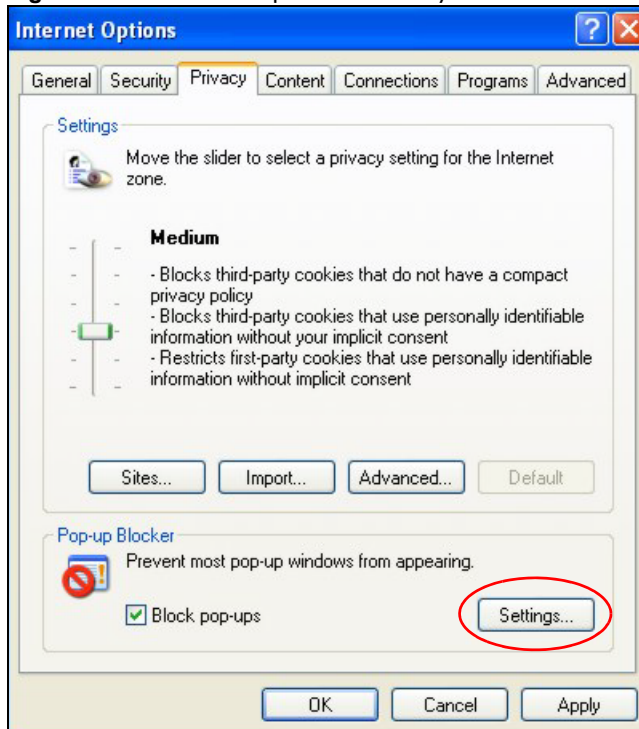 Internet Options
General Security Privacy Content Connections Programs Advanced
Settings
Move the slider to select a privacy setting for the Internet
zone.
Medium
- Blocks third-party cookies that do not have a compact
privacy policy
- Blocks third-party cookies that use personally identifiable
information without your implicit consent
- Restricts first-party cookies that use personally identifiable
information without implicit consent
Sites... Import... Advanced... Default
Pop-up Blocker
Prevent most pop-up windows from appearing.
Block pop-ups Settings...
OK Cancel Apply